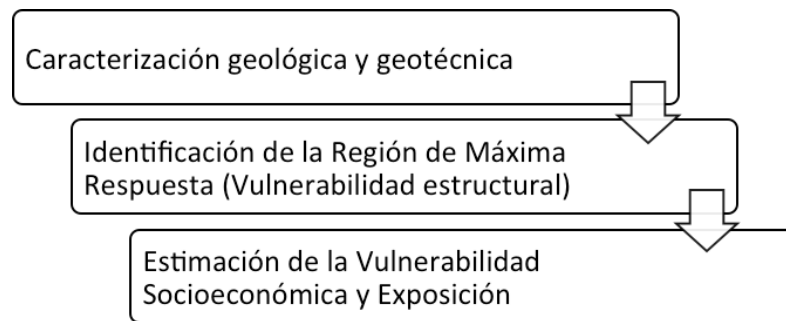 Caracterización geológica y geotécnica
Identificación de la Región de Máxima
Respuesta (Vulnerabilidad estructural)
Estimación de la Vulnerabilidad
Socioeconómica y Exposición